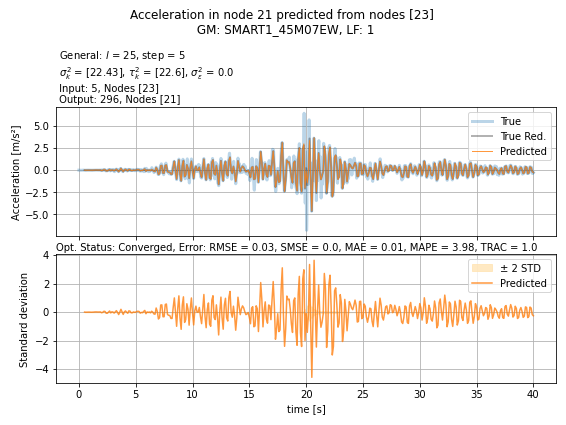 Acceleration in node 21 predicted from nodes [23]
GM: SMART1_45M07EW, LF: 1
General: l = 25, step = 5
σ²ₖ = [22.43], τ²ₖ = [22.6], σ²ₑ = 0.0
Input: 5, Nodes [23]
Output: 296, Nodes [21]
Acceleration [m/s²]
5.0
2.5
0.0
−2.5
−5.0
True
True Red.
Predicted
Opt. Status: Converged, Error: RMSE = 0.03, SMSE = 0.0, MAE = 0.01, MAPE = 3.98, TRAC = 1.0
Standard deviation
4
2
0
−2
−4
± 2 STD
Predicted
0 5 10 15 20 25 30 35 40
time [s]